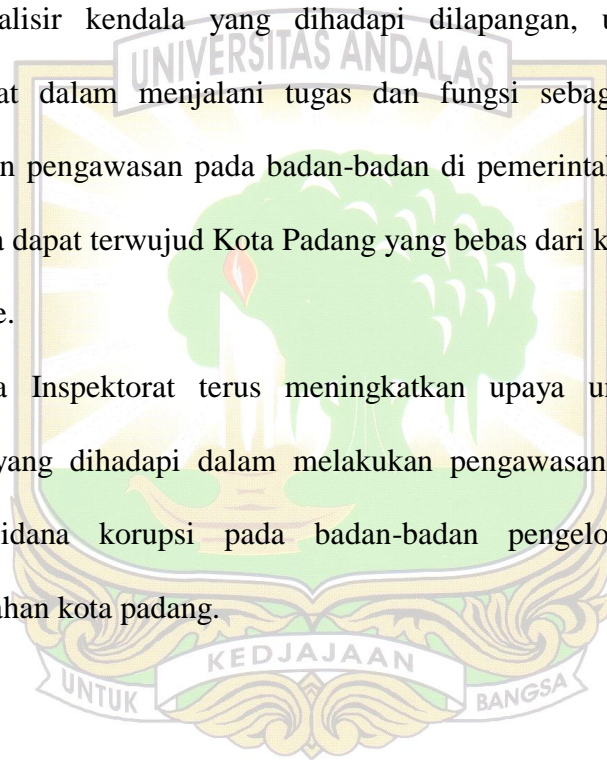 alisir kendala yang dihadapi dilapangan, u
UNIVERSITAS ANDALAS
at dalam menjalani tugas dan fungsi sebag
n pengawasan pada badan-badan di pemerintal
a dapat terwujud Kota Padang yang bebas dari k
e.
a Inspektorat terus meningkatkan upaya u
yang dihadapi dalam melakukan pengawasan
idana korupsi pada badan-badan pengelo
ahan kota padang.
KEDJAJAAN
UNTUK
BANGSA